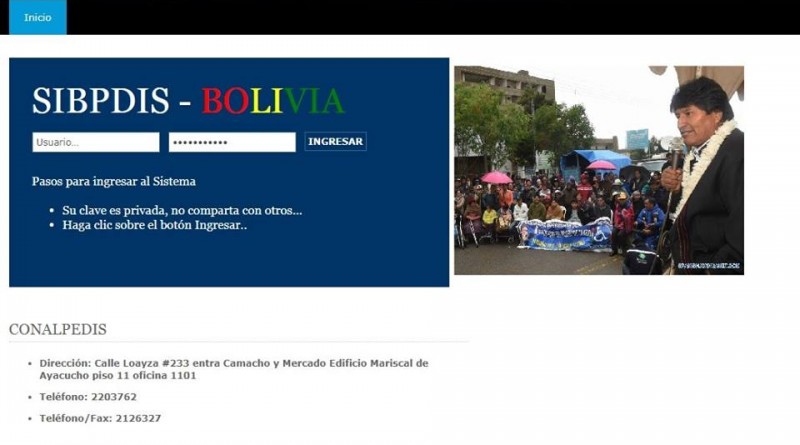 Inicio
SIBPDIS - BOLIVIA
Usuario...
INGRESAR
Pasos para ingresar al Sistema
Su clave es privada, no comparta con otros...
Haga clic sobre el botón Ingresar..
CONALPEDIS
Dirección: Calle Loayza #233 entra Camacho y Mercado Edificio Mariscal de
Ayacucho piso 11 oficina 1101
Teléfono: 2203762
Teléfono/Fax: 2126327